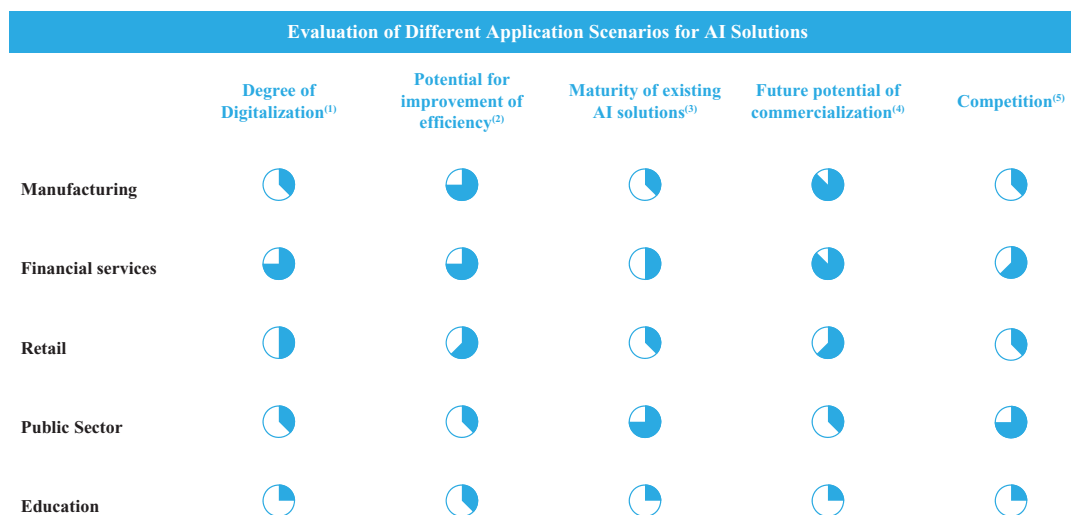 Evaluation of Different Application Scenarios for AI Solutions
Degree of
Digitalization(1)
Potential for
improvement of
efficiency(2)
Maturity of existing
AI solutions(3)
Future potential of
commercialization(4)
Competition(5)
Manufacturing
Financial services
Retail
Public Sector
Education